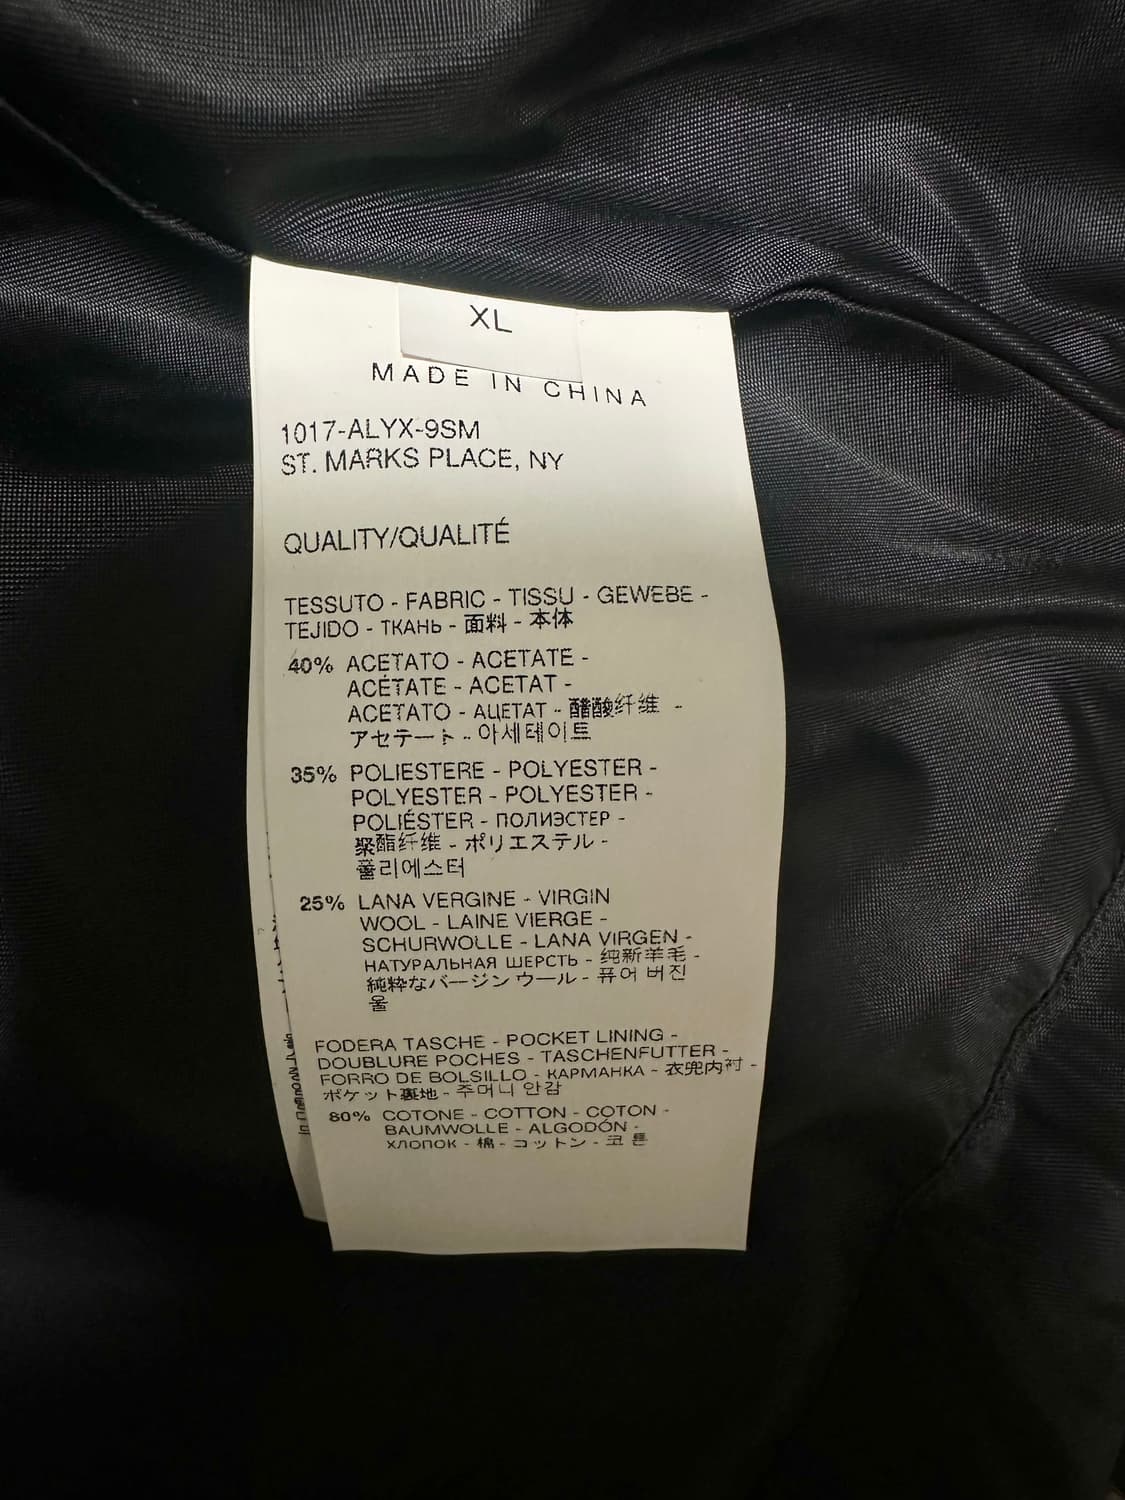 XL
MADE IN CHINA
1017-ALYX-9SM
ST. MARKS PLACE, NY
QUALITY/QUALITÉ
TESSUTO - FABRIC - TISSU - GEWEBE -
TEJIDO - ТКАНЬ - 面料 - 本体
40% ACETATO - ACETATE -
ACÉTATE - ACETAT -
ACETATO - АЦЕТАТ - 醋酸纤维 -
アセテート - 아세테이트
35% POLIESTERE - POLYESTER -
POLYESTER - POLYESTER -
POLIÉSTER - ПОЛИЭСТЕР -
聚酯纤维 - ポリエステル -
폴리에스터
25% LANA VERGINE - VIRGIN
WOOL - LAINE VIERGE -
SCHURWOLLE - LANA VIRGEN -
НАТУРАЛЬНАЯ ШЕРСТЬ - 纯新羊毛 -
純粋なバージン ウール - 퓨어 버진
울
FODERA TASCHE - POCKET LINING -
DOUBLURE POCHES - TASCHENFUTTER -
FORRO DE BOLSILLO - КАРМАНКА - 衣兜内衬 -
ポケット裏地 - 주머니 안감
80% COTONE - COTTON - COTON -
BAUMWOLLE - ALGODÓN -
ХЛОПОК - 棉 - コットン - 코튼